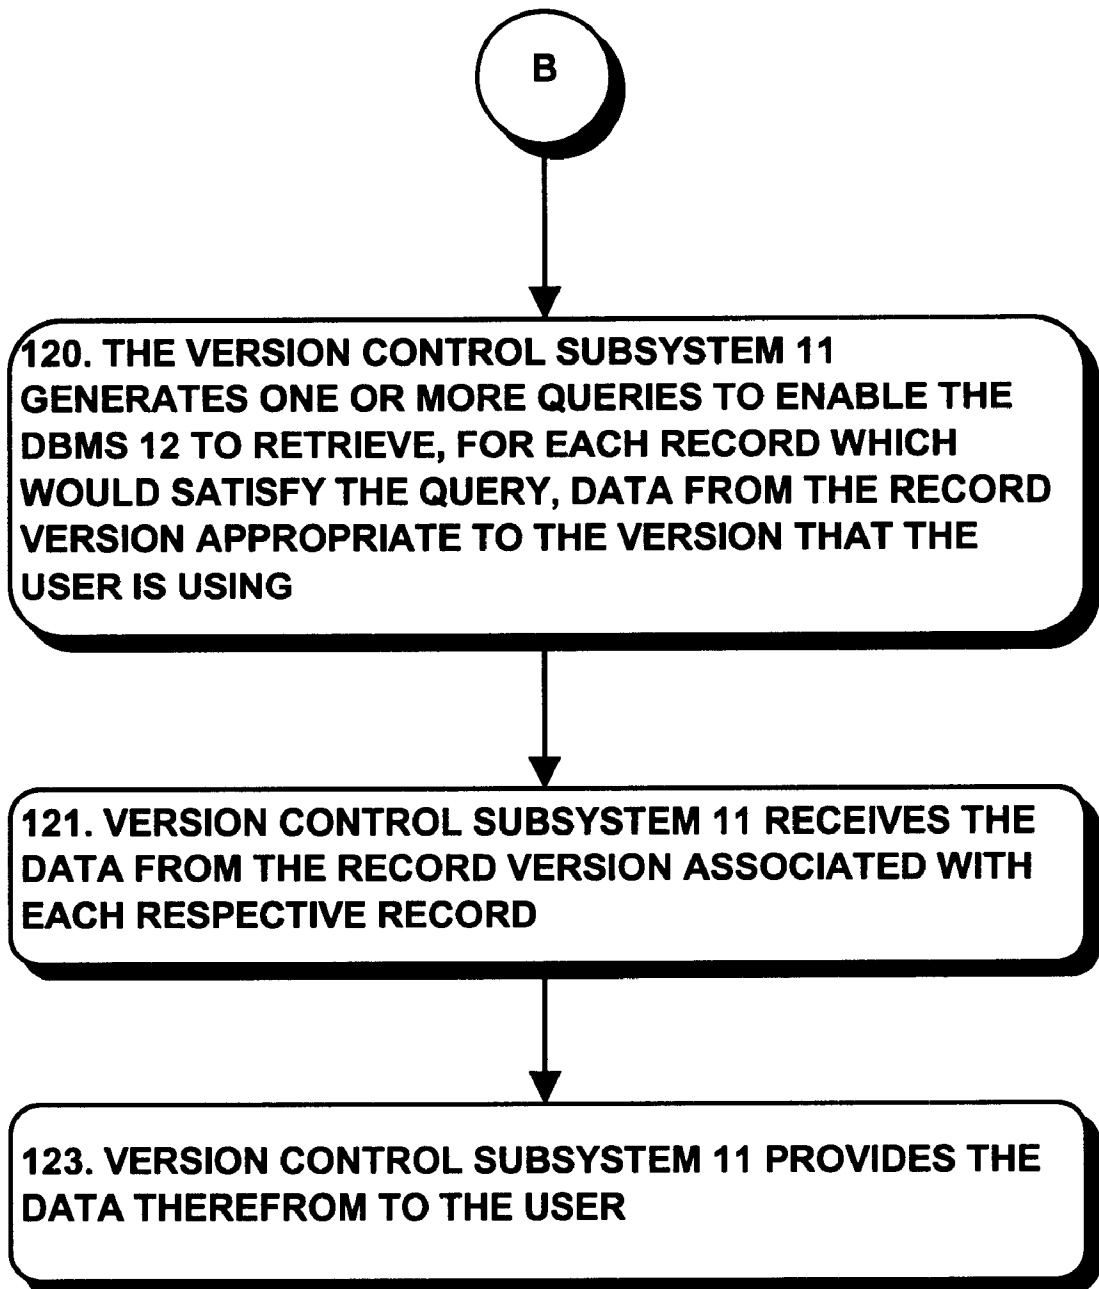 B
120. THE VERSION CONTROL SUBSYSTEM 11
GENERATES ONE OR MORE QUERIES TO ENABLE THE
DBMS 12 TO RETRIEVE, FOR EACH RECORD WHICH
WOULD SATISFY THE QUERY, DATA FROM THE RECORD
VERSION APPROPRIATE TO THE VERSION THAT THE
USER IS USING
121. VERSION CONTROL SUBSYSTEM 11 RECEIVES THE
DATA FROM THE RECORD VERSION ASSOCIATED WITH
EACH RESPECTIVE RECORD
123. VERSION CONTROL SUBSYSTEM 11 PROVIDES THE
DATA THEREFROM TO THE USER